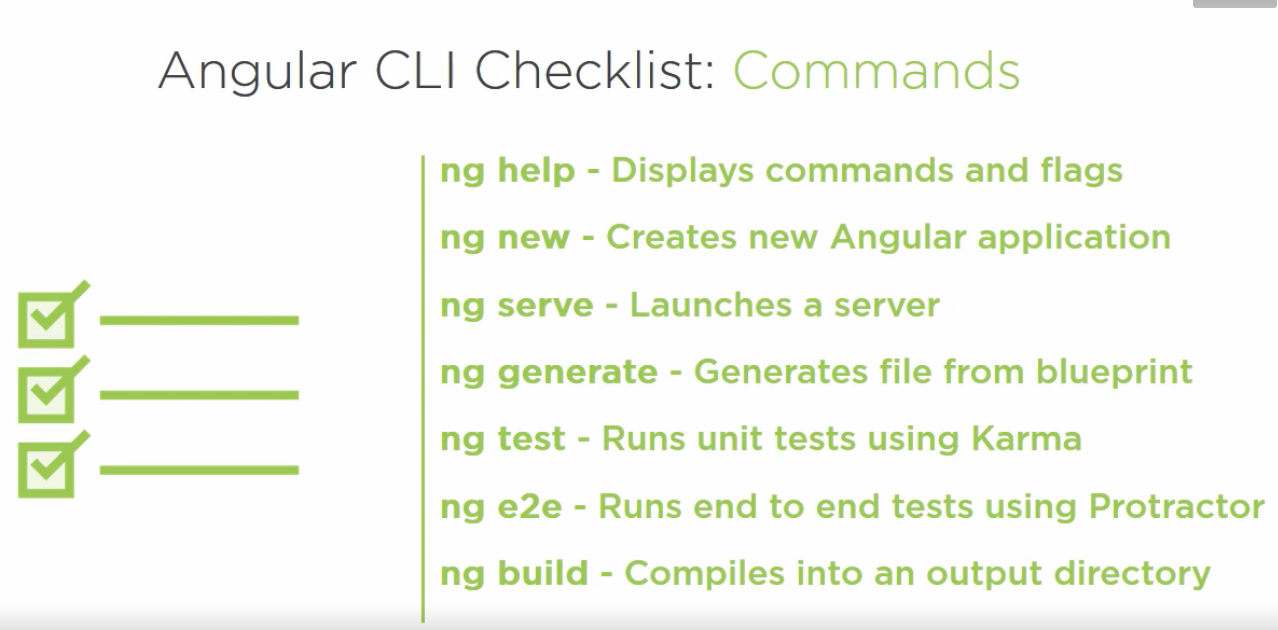 Angular CLI Checklist: Commands
ng help - Displays commands and flags
ng new - Creates new Angular application
ng serve - Launches a server
ng generate - Generates file from blueprint
ng test - Runs unit tests using Karma
ng e2e - Runs end to end tests using Protractor
ng build - Compiles into an output directory